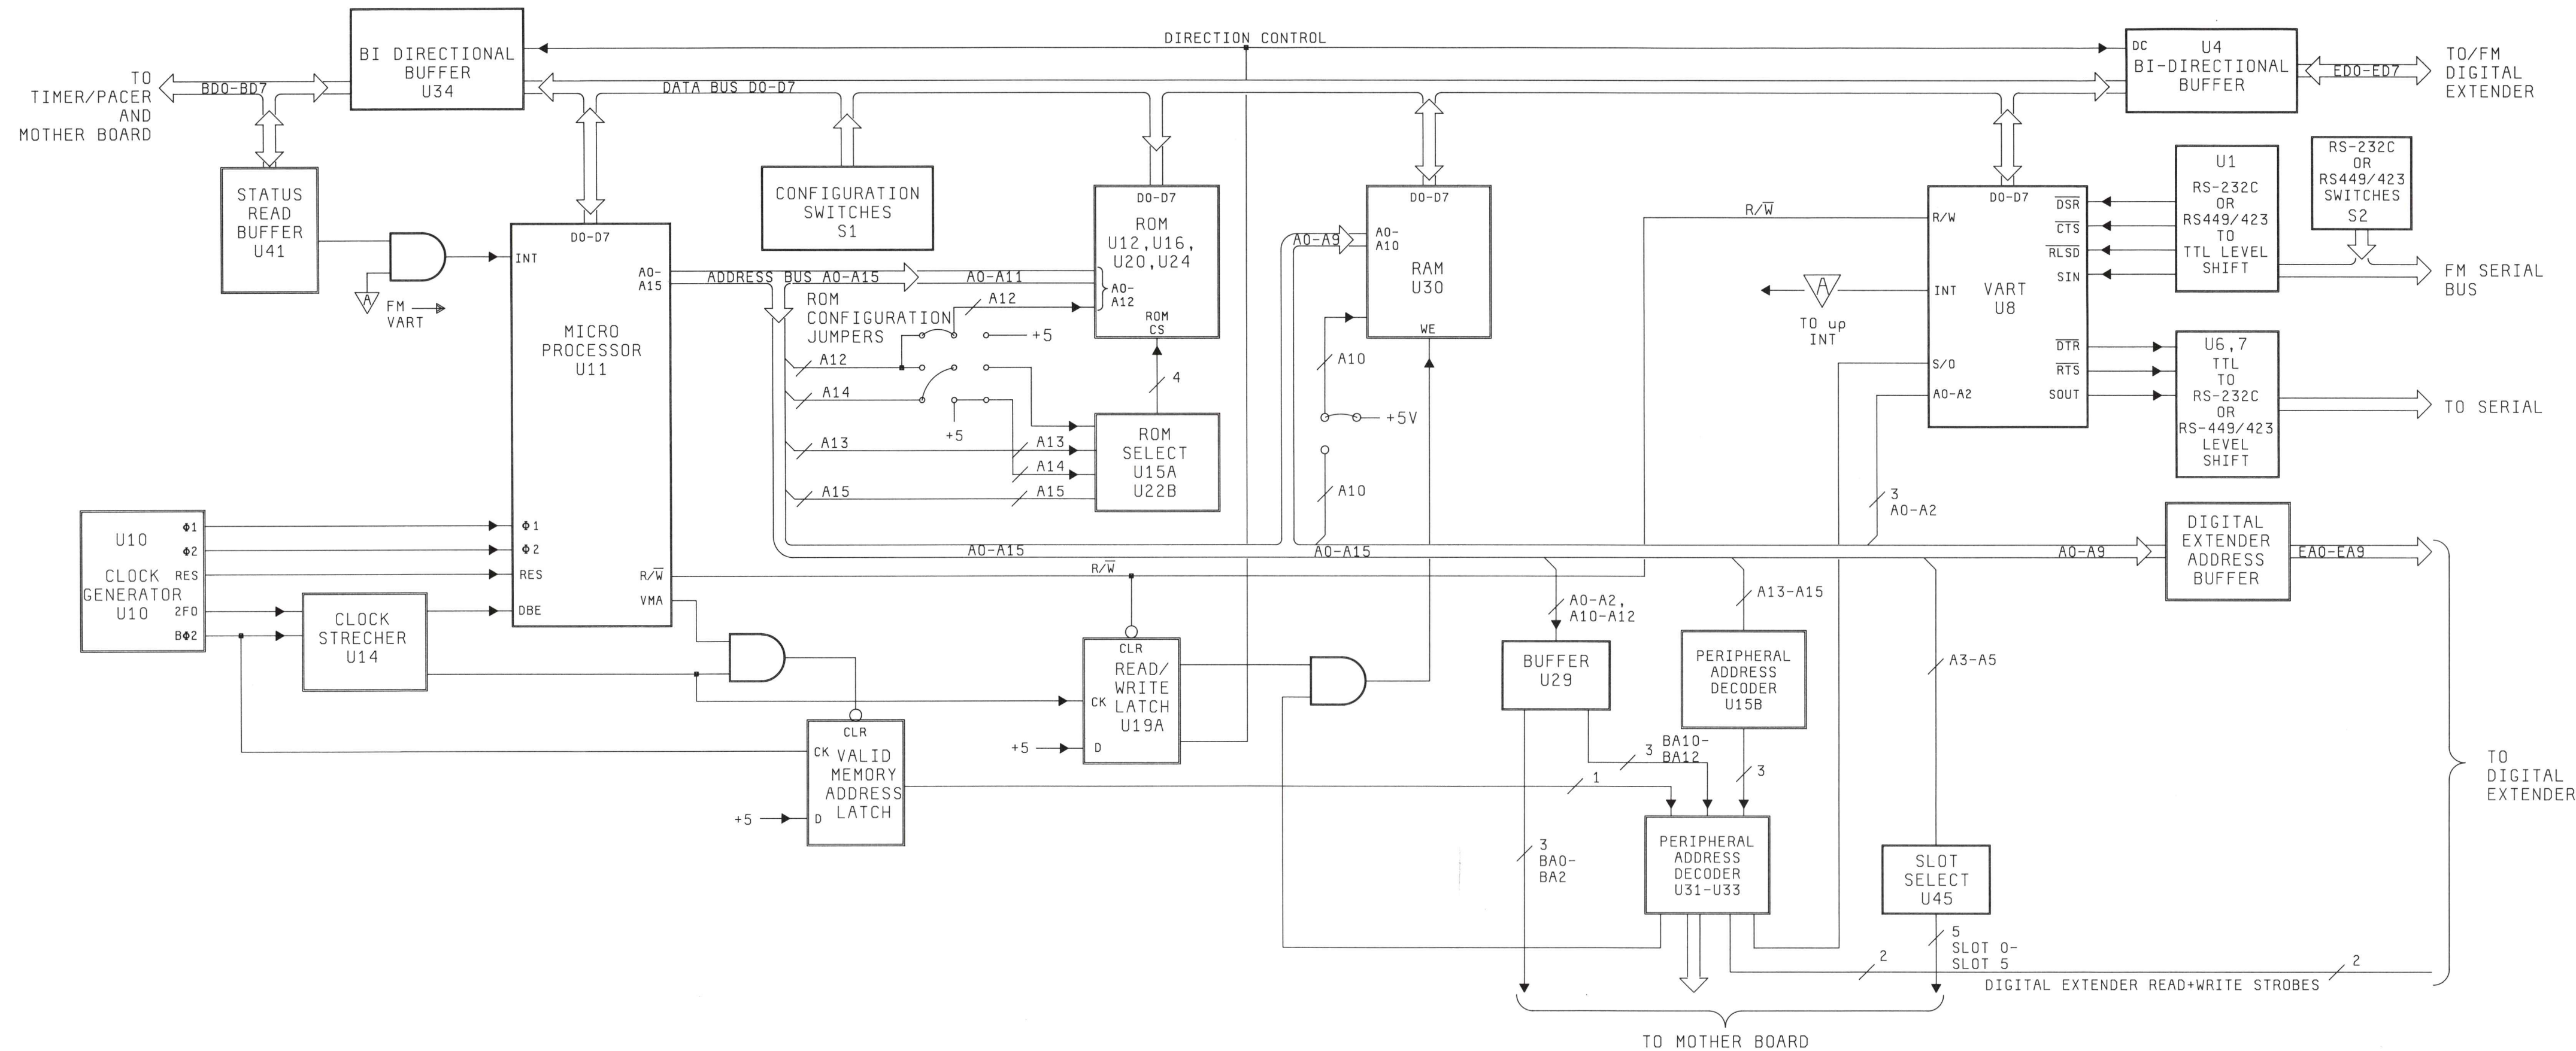 DIRECTION CONTROL
BI DIRECTIONAL
BUFFER
U34
DC
U4
BI-DIRECTIONAL
BUFFER
TO
TIMER/PACER
AND
MOTHER BOARD
BD0-BD7
DATA BUS D0-D7
ED0-ED7
TO/FM
DIGITAL
EXTENDER
STATUS
READ
BUFFER
U41
A
FM
VART
D0-D7
INT
A0-
A15
MICRO
PROCESSOR
U11
Φ1
Φ2
RES
DBE
R/W̅
VMA
CONFIGURATION
SWITCHES
S1
ADDRESS BUS A0-A15
A0-A11
ROM
CONFIGURATION
JUMPERS
A12
+5
A12
A14
+5
A13
A13
A14
A15
A15
D0-D7
ROM
U12,U16,
U20,U24
A0-
A12
ROM
CS
4
ROM
SELECT
U15A
U22B
D0-D7
A0-A9
A0-
A10
RAM
U30
WE
A10
+5V
A10
R/W̅
D0-D7
R/W
INT
VART
U8
S/O
A0-A2
D̅S̅R̅
C̅T̅S̅
R̅L̅S̅D̅
SIN
D̅T̅R̅
R̅T̅S̅
SOUT
A
TO up
INT
U1
RS-232C
OR
RS449/423
TO
TTL LEVEL
SHIFT
RS-232C
OR
RS449/423
SWITCHES
S2
FM SERIAL
BUS
U6,7
TTL
TO
RS-232C
OR
RS-449/423
LEVEL
SHIFT
TO SERIAL
3
A0-A2
U10
CLOCK
GENERATOR
U10
Φ1
Φ2
RES
2F0
BΦ2
CLOCK
STRECHER
U14
A0-A15
A0-A15
A0-A9
DIGITAL
EXTENDER
ADDRESS
BUFFER
EA0-EA9
R/W̅
CLR
READ/
WRITE
LATCH
U19A
CK
+5
D
CLR
CK
VALID
MEMORY
ADDRESS
LATCH
+5
D
A0-A2,
A10-A12
BUFFER
U29
A13-A15
PERIPHERAL
ADDRESS
DECODER
U15B
A3-A5
3
BA10-
BA12
3
1
3
BA0-
BA2
PERIPHERAL
ADDRESS
DECODER
U31-U33
SLOT
SELECT
U45
5
SLOT 0-
SLOT 5
2
2
DIGITAL EXTENDER READ+WRITE STROBES
TO
DIGITAL
EXTENDER
TO MOTHER BOARD